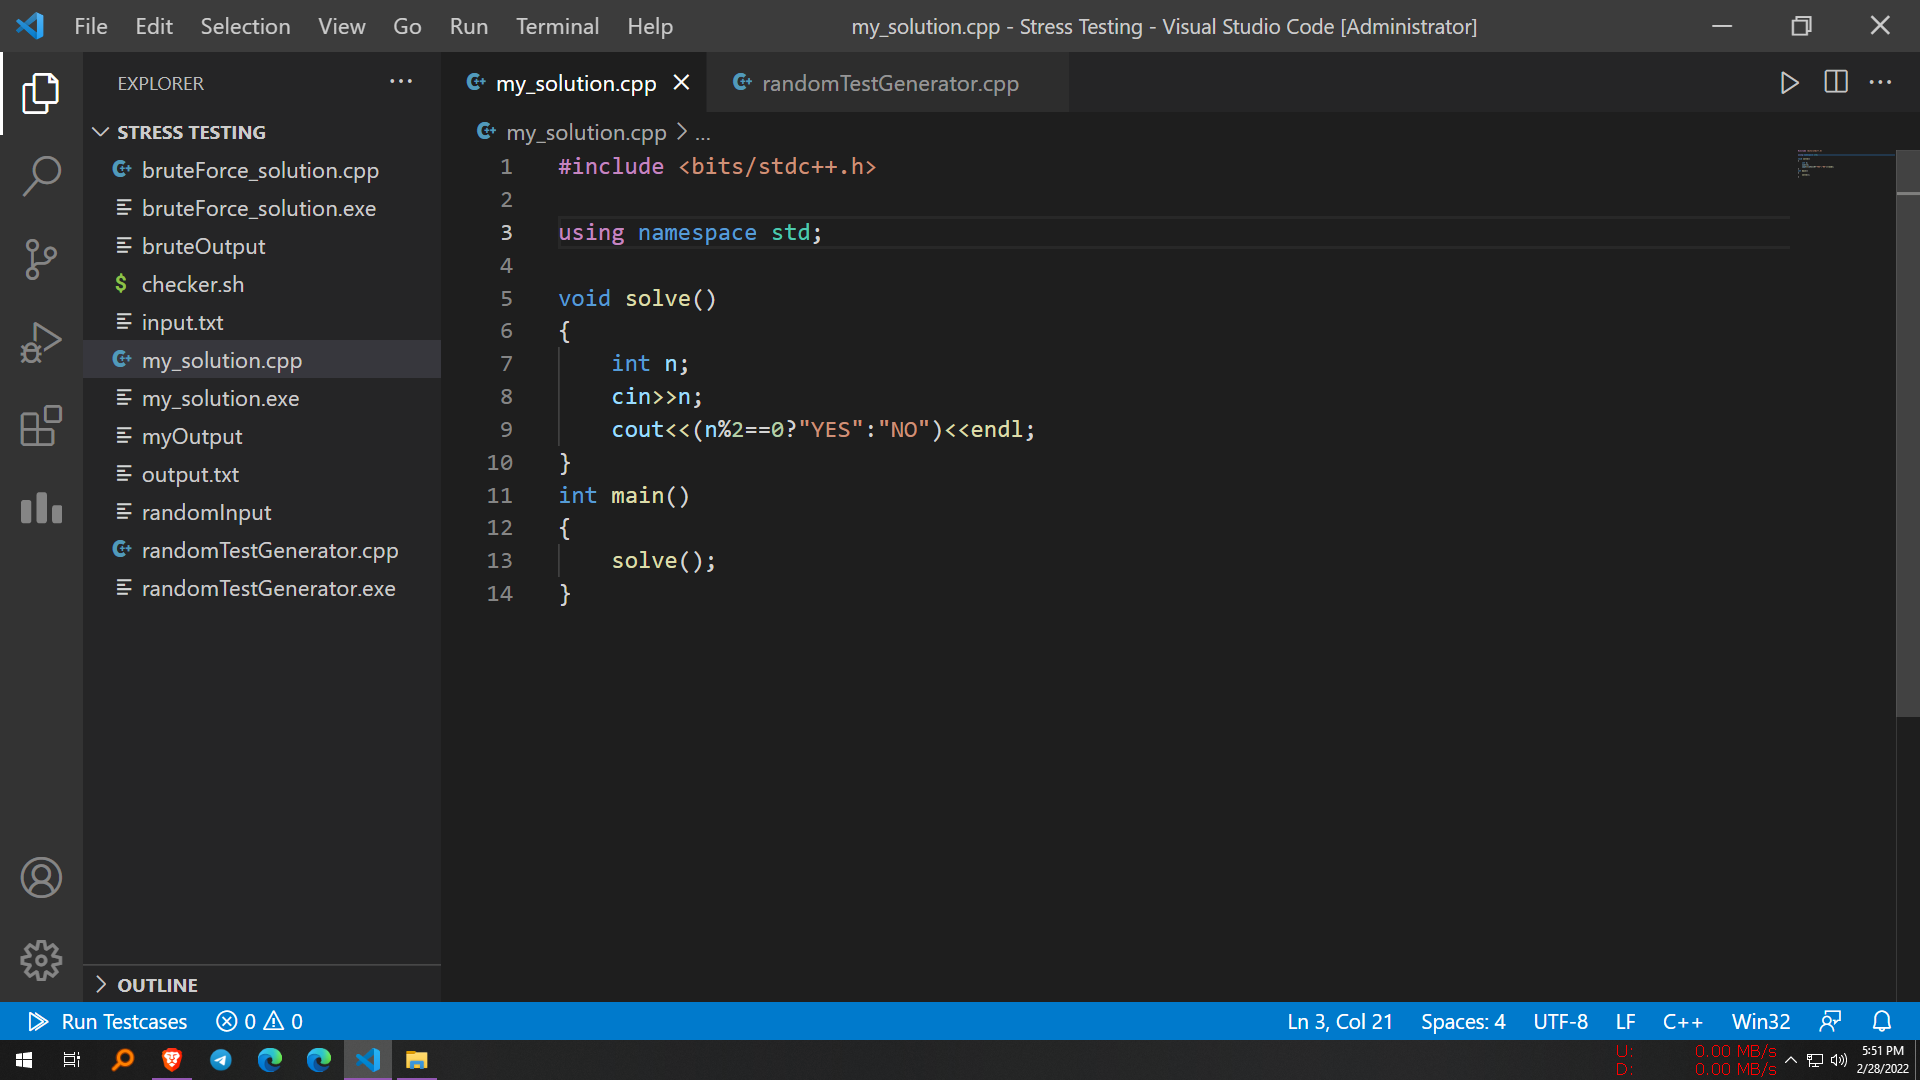 File Edit Selection View Go Run Terminal Help my_solution.cpp - Stress Testing - Visual Studio Code [Administrator]
EXPLORER
STRESS TESTING
bruteForce_solution.cpp
bruteForce_solution.exe
bruteOutput
checker.sh
input.txt
my_solution.cpp
my_solution.exe
myOutput
output.txt
randomInput
randomTestGenerator.cpp
randomTestGenerator.exe
OUTLINE
my_solution.cpp randomTestGenerator.cpp
my_solution.cpp > ...
1 #include <bits/stdc++.h>
2
3 using namespace std;
4
5 void solve()
6 {
7 int n;
8 cin>>n;
9 cout<<(n%2==0?"YES":"NO")<<endl;
10 }
11 int main()
12 {
13 solve();
14 }
Run Testcases 0 0 Ln 3, Col 21 Spaces: 4 UTF-8 LF C++ Win32
U: 0.00 MB/s
D: 0.00 MB/s
5:51 PM
2/28/2022